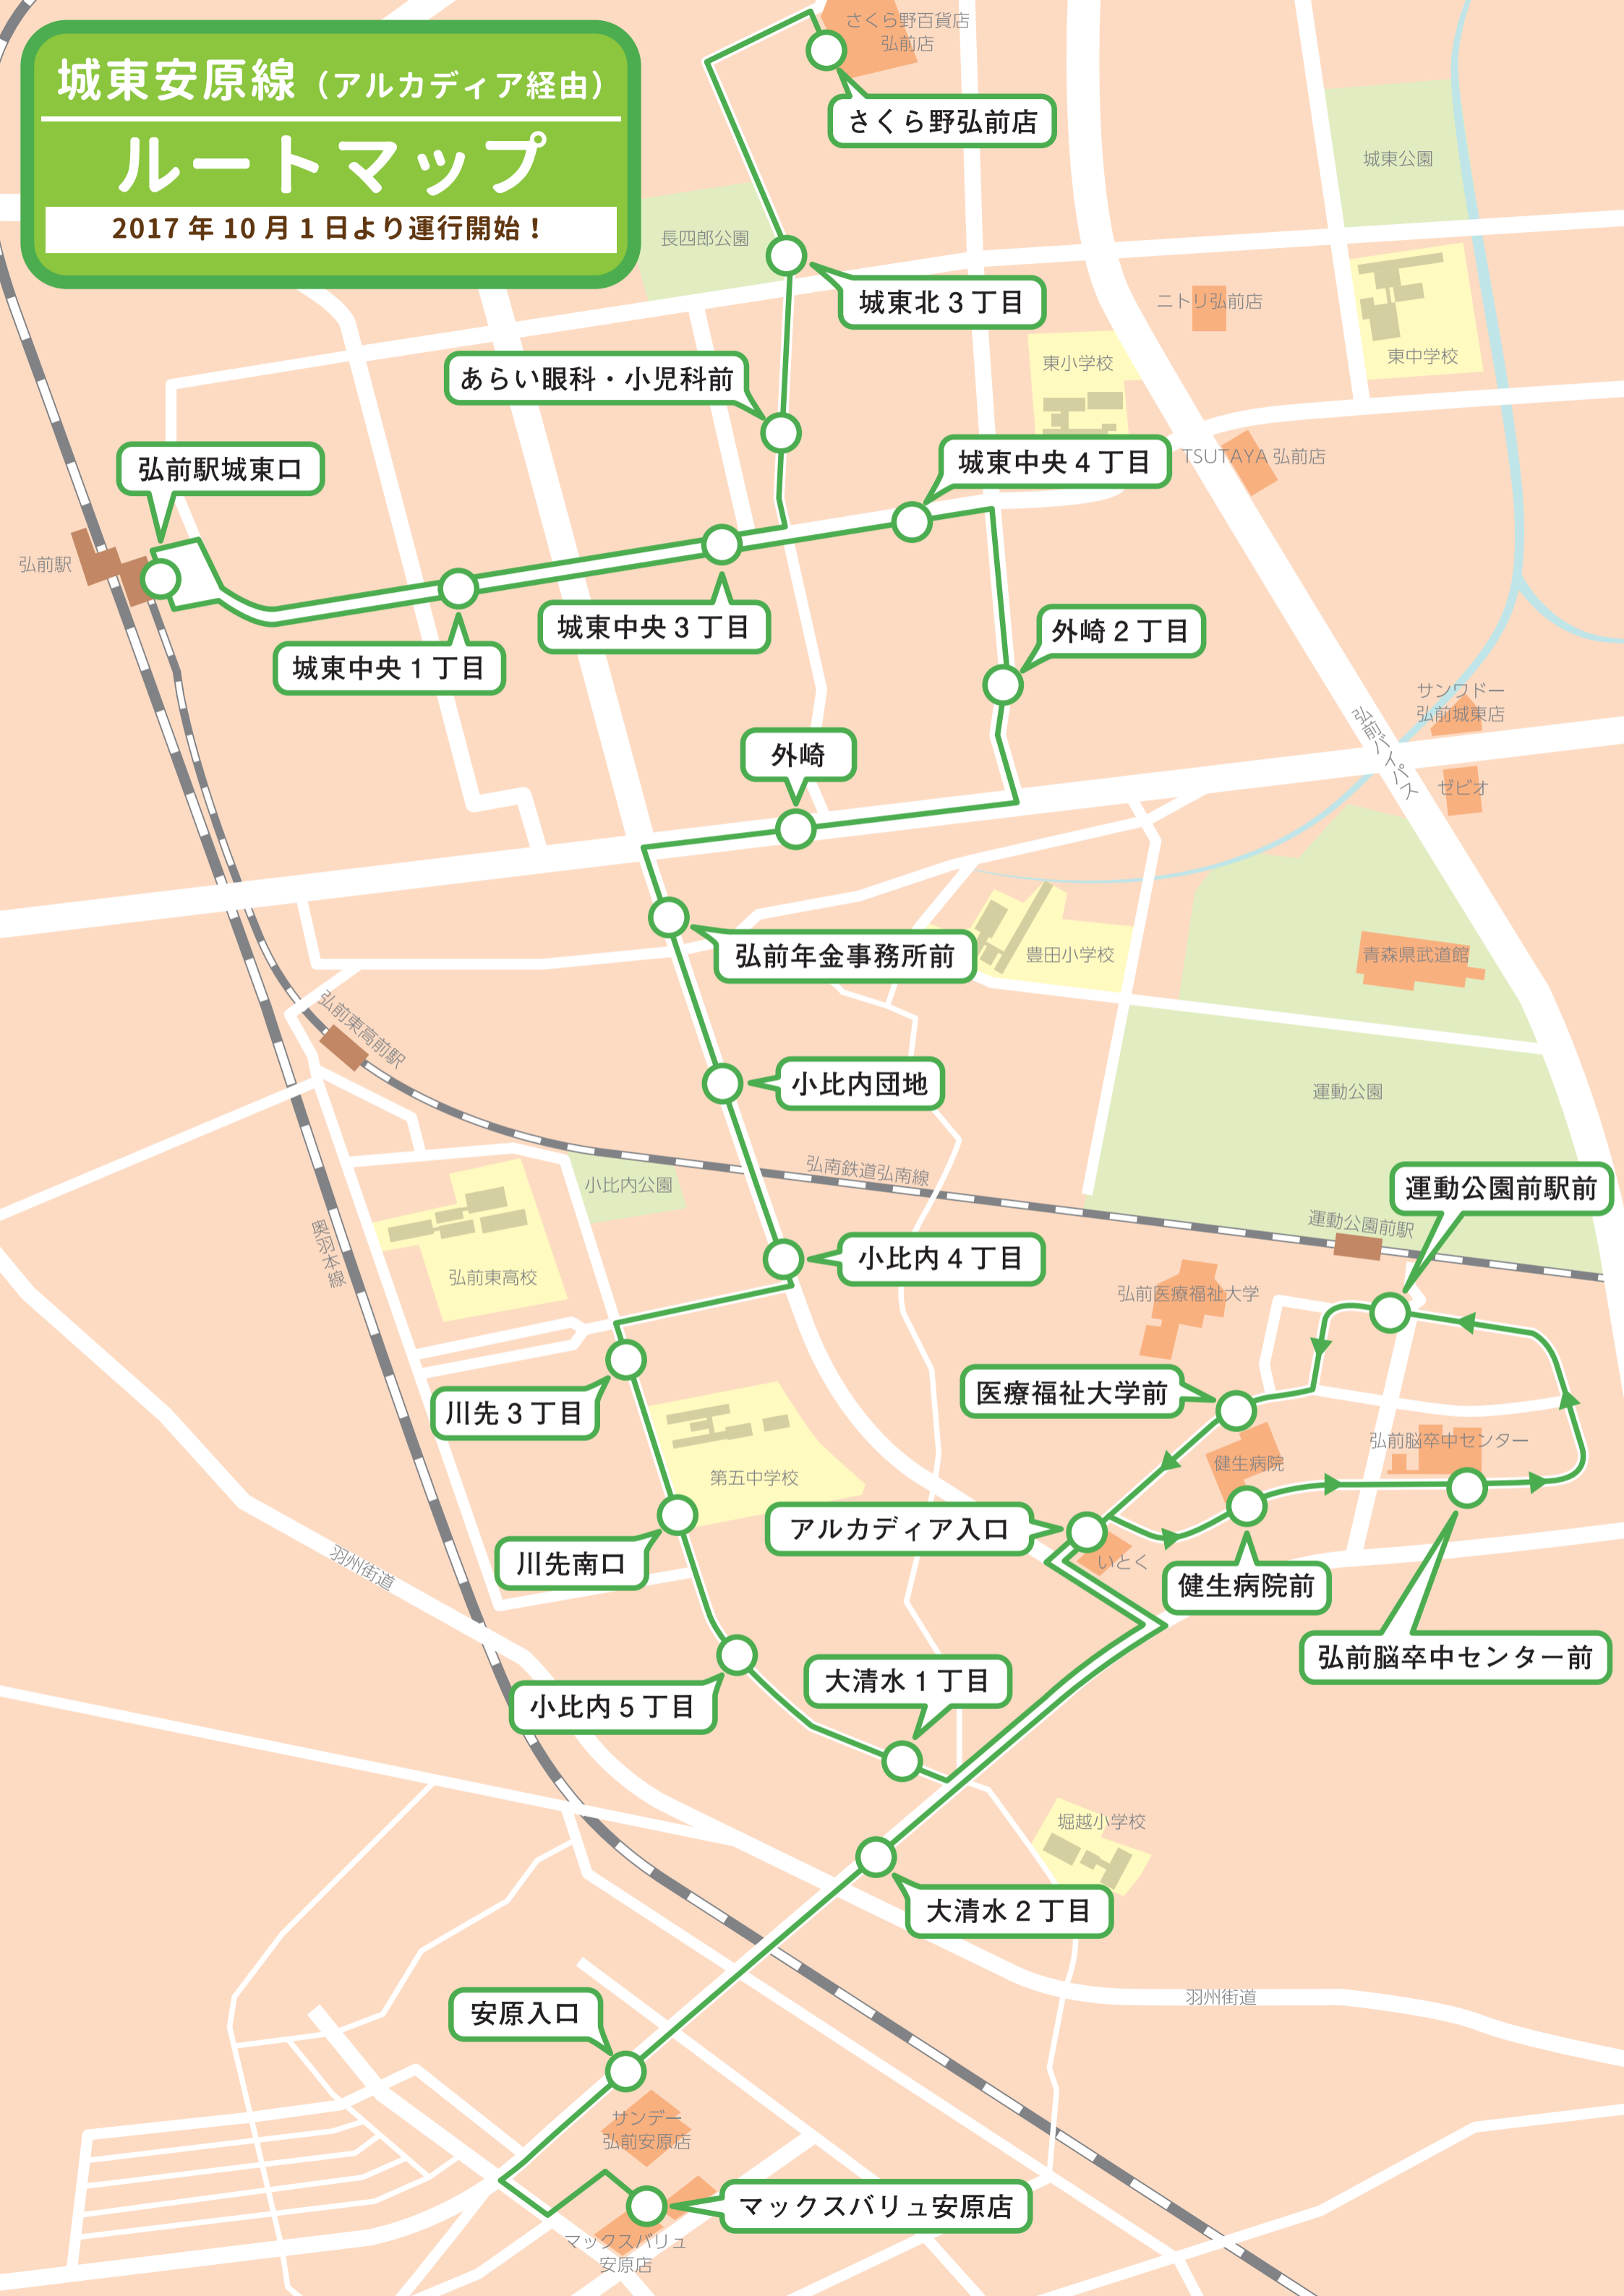 城東安原線（アルカディア経由）
ルートマップ
2017 年 10 月 1 日より運行開始！
さくら野百貨店
弘前店
さくら野弘前店
城東公園
長四郎公園
城東北 3 丁目
ニトリ弘前店
東中学校
東小学校
あらい眼科・小児科前
城東中央 4 丁目
TSUTAYA 弘前店
弘前駅城東口
弘前駅
城東中央 3 丁目
城東中央 1 丁目
外崎 2 丁目
サンワドー
弘前城東店
弘前バイパス
ゼビオ
外崎
弘前年金事務所前
豊田小学校
青森県武道館
弘前東高前駅
小比内団地
運動公園
弘南鉄道弘南線
小比内公園
運動公園前駅前
運動公園前駅
奥羽本線
弘前東高校
小比内 4 丁目
弘前医療福祉大学
医療福祉大学前
川先 3 丁目
弘前脳卒中センター
健生病院
第五中学校
アルカディア入口
いとく
川先南口
健生病院前
羽州街道
弘前脳卒中センター前
大清水 1 丁目
小比内 5 丁目
堀越小学校
大清水 2 丁目
羽州街道
安原入口
サンデー
弘前安原店
マックスバリュ安原店
マックスバリュ
安原店